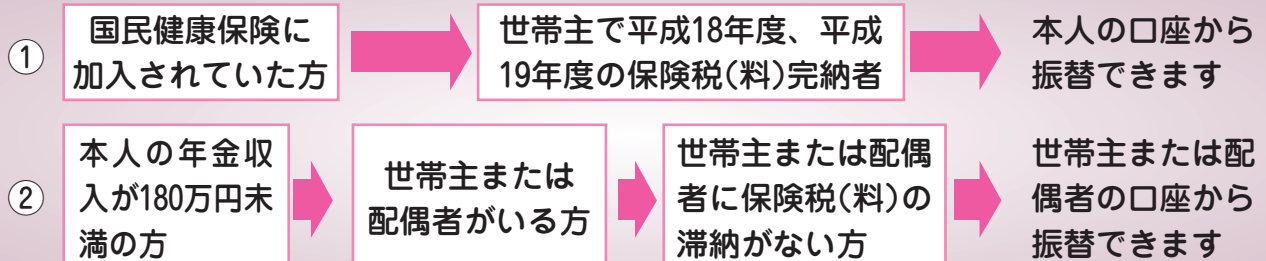 ①
国民健康保険に
加入されていた方
世帯主で平成18年度、平成
19年度の保険税(料)完納者
本人の口座から
振替できます
②
本人の年金収
入が180万円未
満の方
世帯主または
配偶者がいる方
世帯主または配偶
者に保険税(料)の
滞納がない方
世帯主または配
偶者の口座から
振替できます